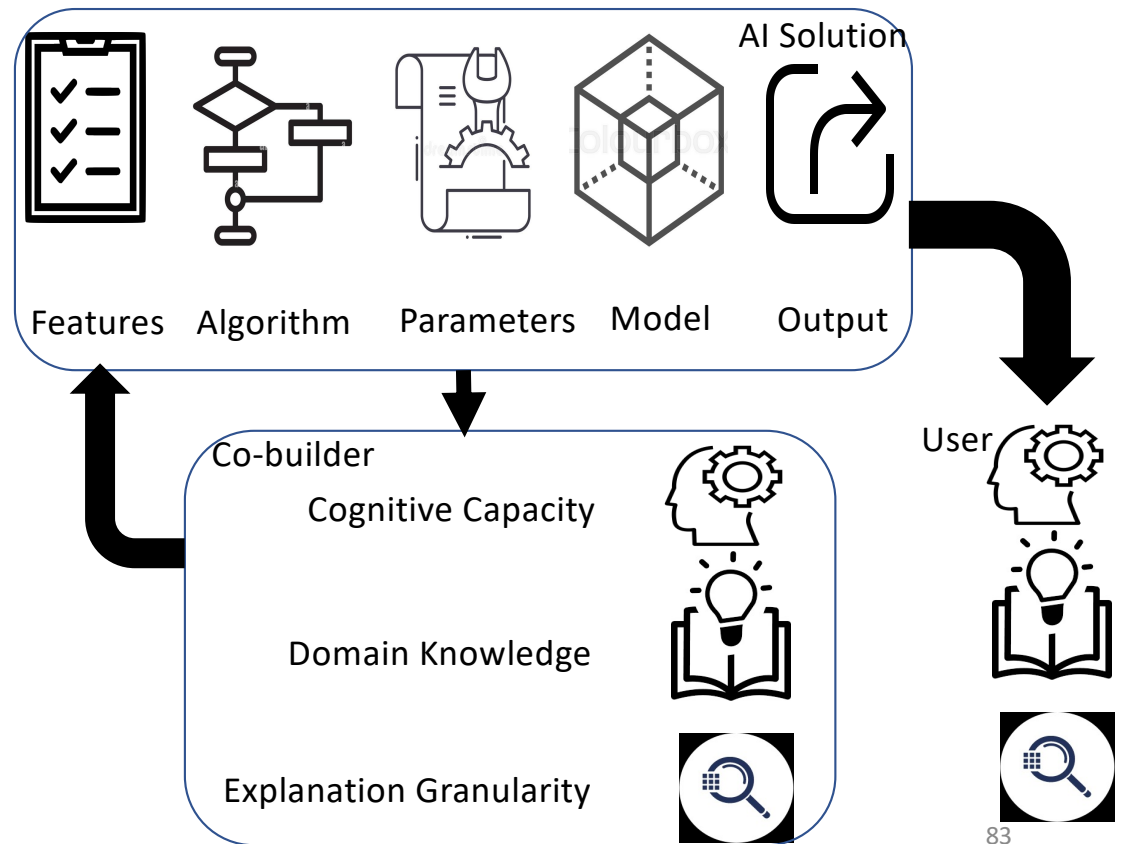 AI Solution
Features Algorithm Parameters Model Output
Co-builder
User
Cognitive Capacity
Domain Knowledge
Explanation Granularity
83